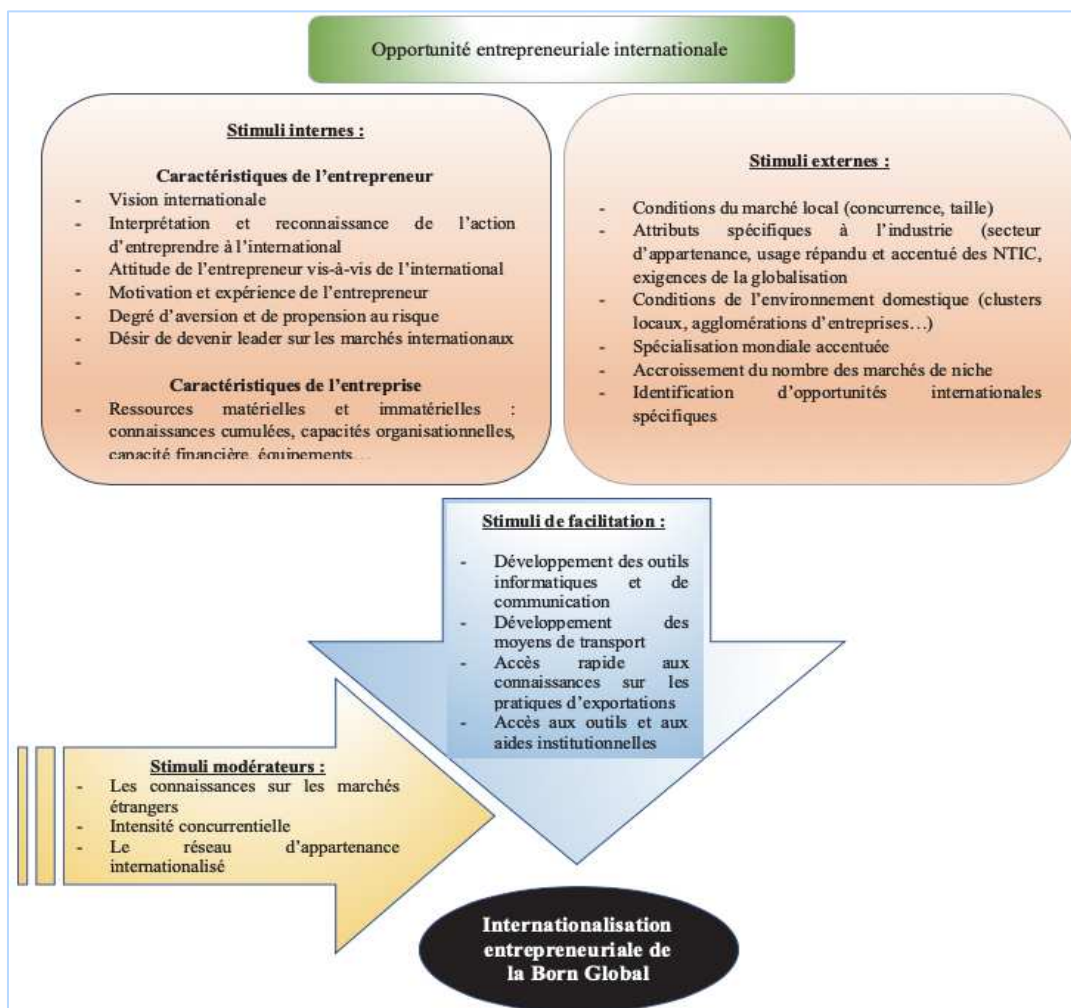 Opportunité entrepreneuriale internationale
Stimuli internes :
Caractéristiques de l'entrepreneur
- Vision internationale
- Interprétation et reconnaissance de l'action
d'entreprendre à l'international
- Attitude de l'entrepreneur vis-à-vis de l'international
- Motivation et expérience de l'entrepreneur
- Degré d'aversion et de propension au risque
- Désir de devenir leader sur les marchés internaux
-
Caractéristiques de l'entreprise
- Ressources matérielles et immatérielles :
connaissances cumulées, capacités organisationnelles,
capacité financière, équipements…
Stimuli externes :
- Conditions du marché local (concurrence, taille)
- Attributs spécifiques à l'industrie (secteur
d'appartenance, usage répandu et accentué des NTIC,
exigences de la globalisation
- Conditions de l'environnement domestique (clusters
locaux, agglomérations d'entreprises…)
- Spécialisation mondiale accentuée
- Accroissement du nombre des marchés de niche
- Identification d'opportunités internationales
spécifiques
Stimuli de facilitation :
- Développement des outils
informatiques et de
communication
- Développement des
moyens de transport
- Accès rapide aux
connaissances sur les
pratiques d'exportations
- Accès aux outils et aux
aides institutionnelles
Stimuli modérateurs :
- Les connaissances sur les marchés
étrangers
- Intensité concurrentielle
- Le réseau d'appartenance
internationalisé
Internationalisation
entrepreneuriale de
la Born Global